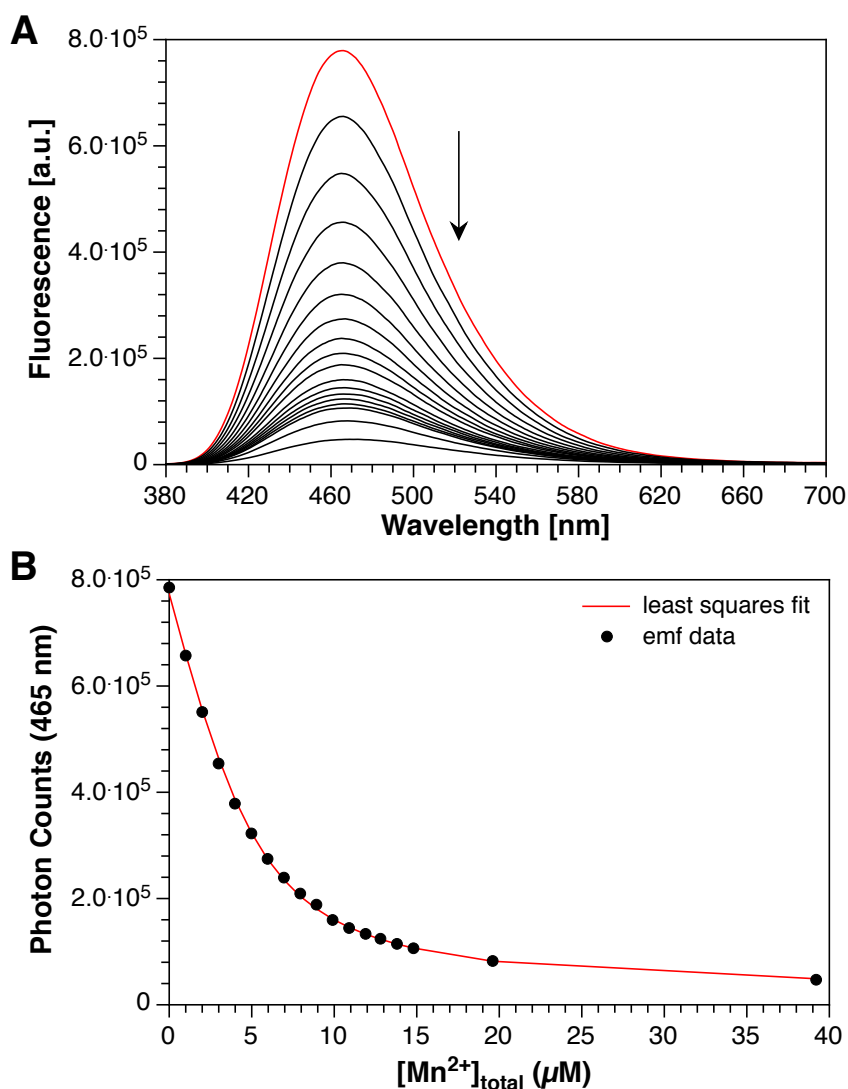 A
8.0·10⁵
6.0·10⁵
4.0·10⁵
2.0·10⁵
0
Fluorescence [a.u.]
380 420 460 500 540 580 620 660 700
Wavelength [nm]
B
8.0·10⁵
6.0·10⁵
4.0·10⁵
2.0·10⁵
0
Photon Counts (465 nm)
least squares fit
emf data
0 5 10 15 20 25 30 35 40
[Mn²⁺]total (µM)